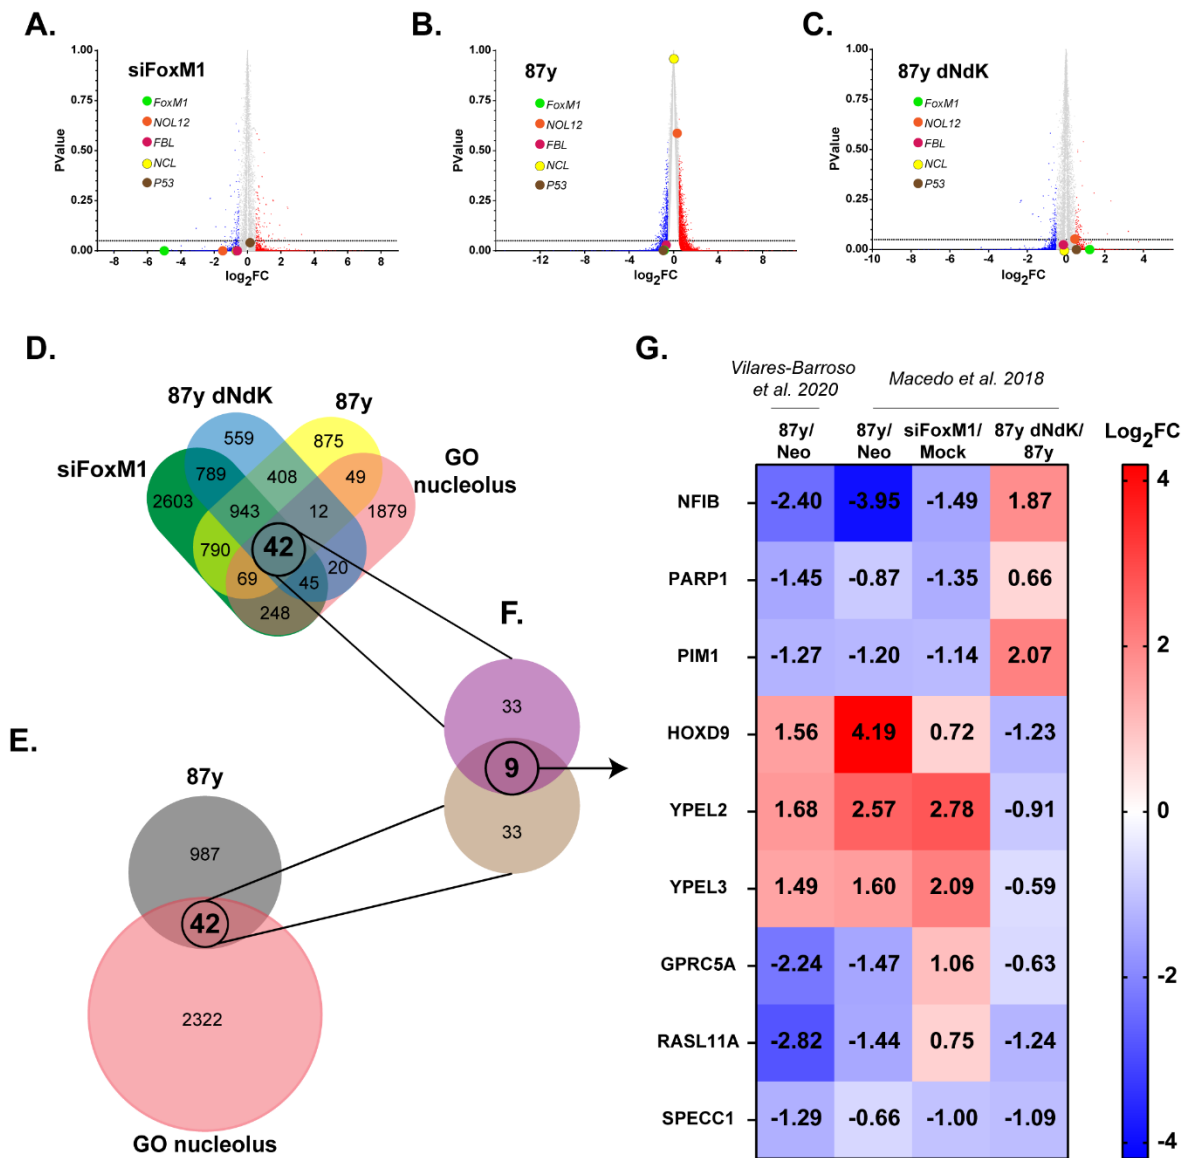 A.
siFoxM1
FoxM1
NOL12
FBL
NCL
P53
PValue
1.00
0.75
0.50
0.25
0.00
-8 -6 -4 -2 0 2 4 6 8
log2FC
B.
87y
FoxM1
NOL12
FBL
NCL
P53
PValue
1.00
0.75
0.50
0.25
0.00
-12 -8 -4 0 4 8
log2FC
C.
87y dNdK
FoxM1
NOL12
FBL
NCL
P53
PValue
1.00
0.75
0.50
0.25
0.00
-10 -8 -6 -4 -2 0 2 4
log2FC
D.
87y dNdK
87y
siFoxM1
GO
nucleolus
559
875
789
408
49
2603
943
12
1879
790
42
69
45
20
248
E.
87y
987
42
2322
GO nucleolus
F.
33
9
33
G.
Vilares-Barroso
et al. 2020
Macedo et al. 2018
87y/
Neo
87y/
Neo
siFoxM1/
Mock
87y dNdK/
87y
Log2FC
NFIB -2.40 -3.95 -1.49 1.87
PARP1 -1.45 -0.87 -1.35 0.66
PIM1 -1.27 -1.20 -1.14 2.07
HOXD9 1.56 4.19 0.72 -1.23
YPEL2 1.68 2.57 2.78 -0.91
YPEL3 1.49 1.60 2.09 -0.59
GPRC5A -2.24 -1.47 1.06 -0.63
RASL11A -2.82 -1.44 0.75 -1.24
SPECC1 -1.29 -0.66 -1.00 -1.09
4
2
0
-2
-4